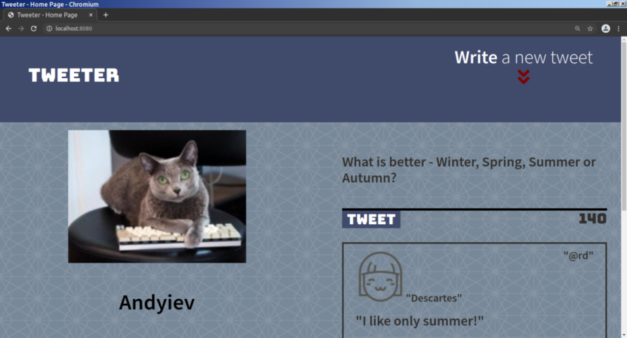 Tweeter - Home Page - Chromium
Tweeter - Home Page
localhost:8080
Write a new tweet
TWEETER
What is better - Winter, Spring, Summer or
Autumn?
TWEET 140
"@rd"
"Descartes"
"I like only summer!"
Andyiev